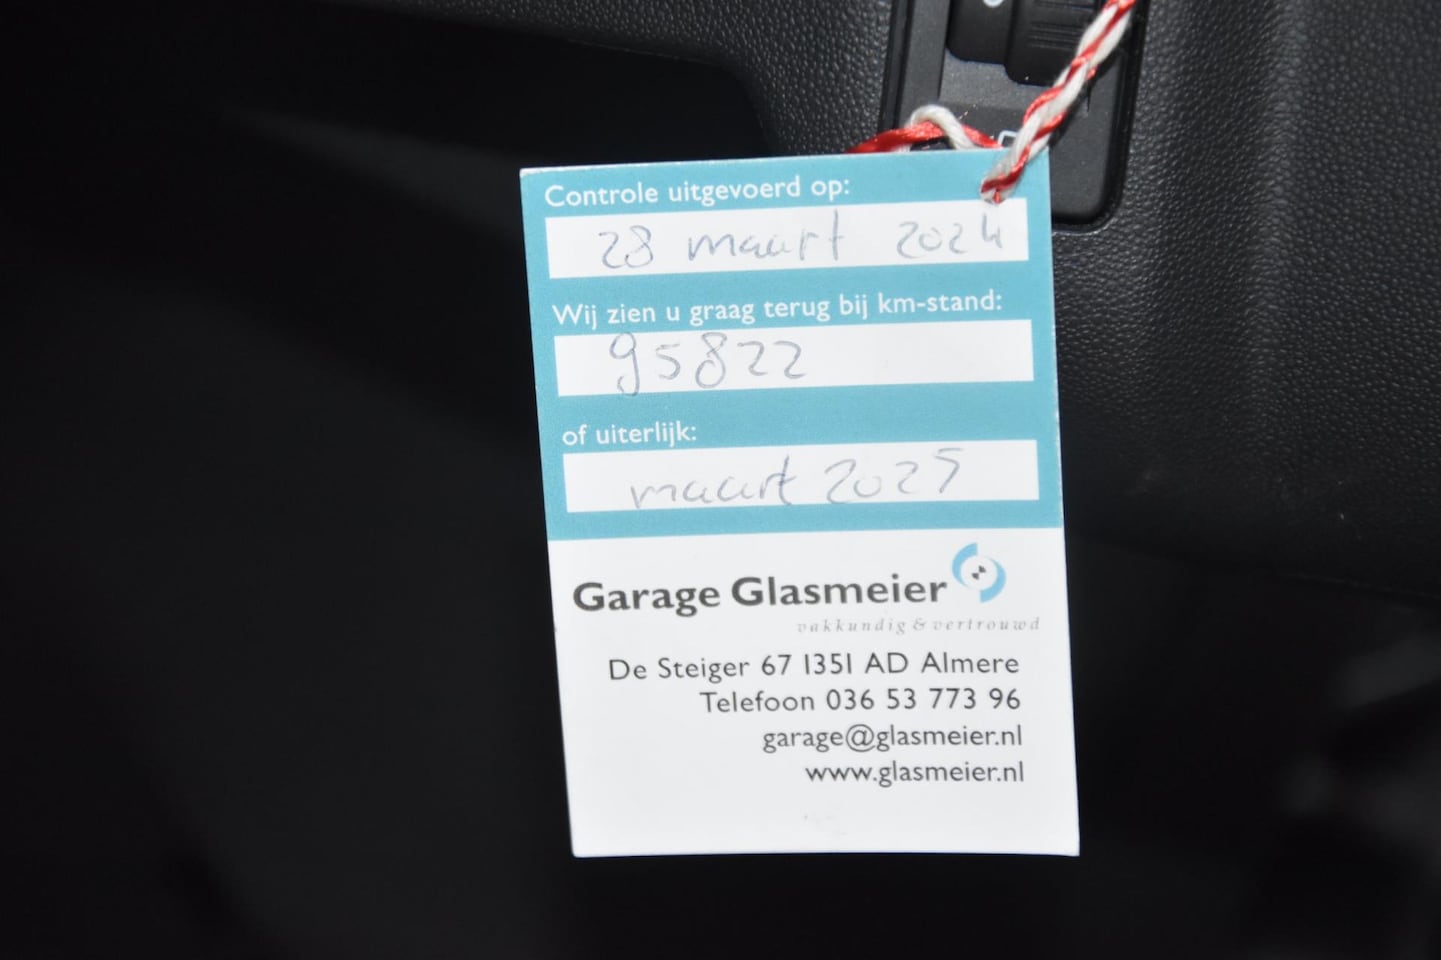 Controle uitgevoerd op:
28 maart 2024
Wij zien u graag terug bij km-stand:
95822
of uiterlijk:
maart 2025
Garage Glasmeier
vakkundig & vertrouwd
De Steiger 67 1351 AD Almere
Telefoon 036 53 773 96
garage@glasmeier.nl
www.glasmeier.nl